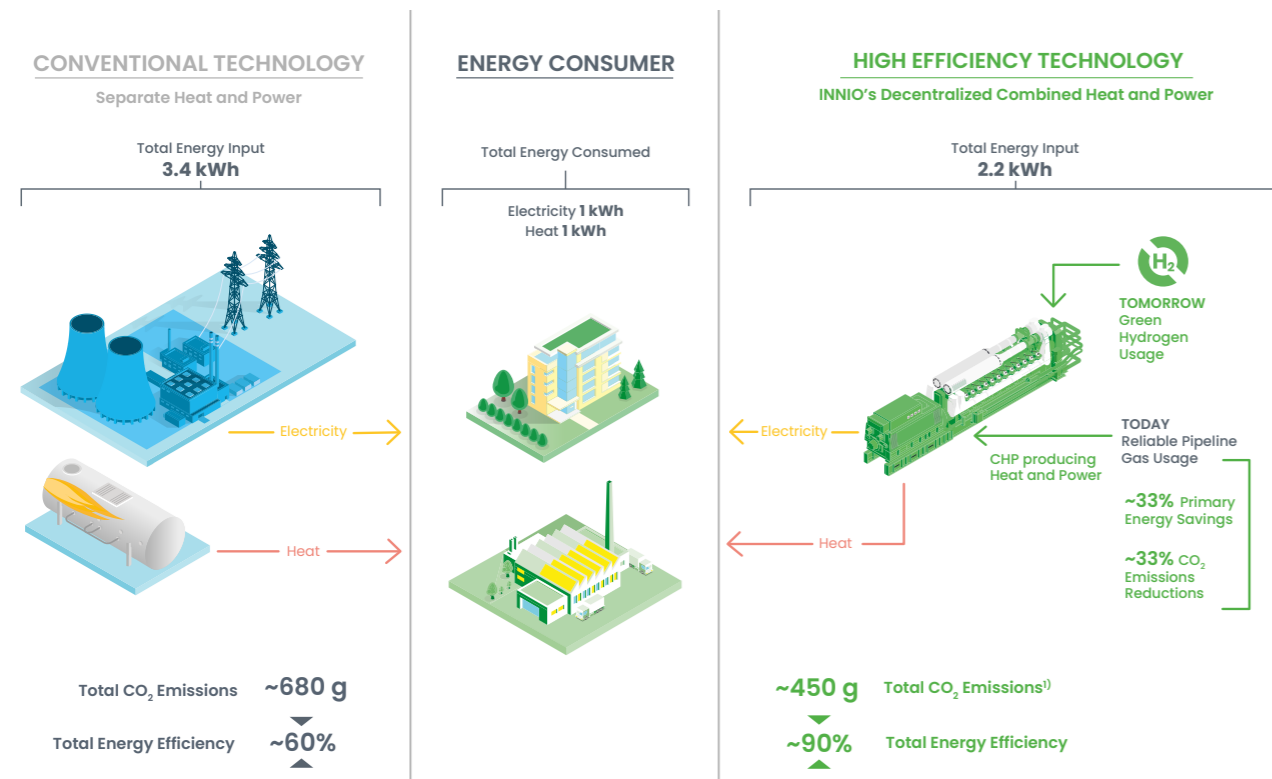 CONVENTIONAL TECHNOLOGY
Separate Heat and Power
Total Energy Input
3.4 kWh
Electricity
Heat
Total CO₂ Emissions ~680 g
Total Energy Efficiency ~60%
ENERGY CONSUMER
Total Energy Consumed
Electricity 1 kWh
Heat 1 kWh
HIGH EFFICIENCY TECHNOLOGY
INNIO's Decentralized Combined Heat and Power
Total Energy Input
2.2 kWh
H₂
TOMORROW
Green
Hydrogen
Usage
Electricity
TODAY
Reliable Pipeline
Gas Usage
CHP producing
Heat and Power
~33% Primary
Energy Savings
Heat
~33% CO₂
Emissions
Reductions
~450 g Total CO₂ Emissions¹⁾
~90% Total Energy Efficiency